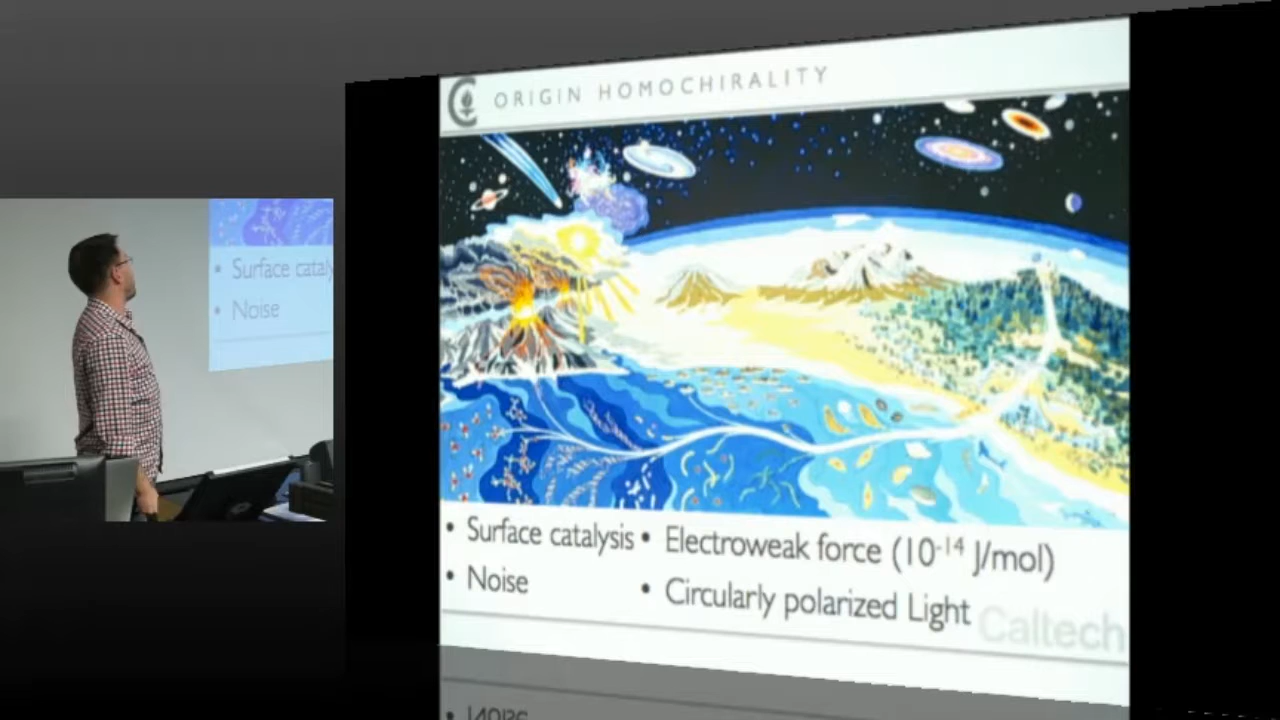 ORIGIN HOMOCHIRALITY
• Surface catalysis
• Noise
• Electroweak force (10⁻¹⁴ J/mol)
• Circularly polarized Light
Caltech
• Surface cataly
• Noise